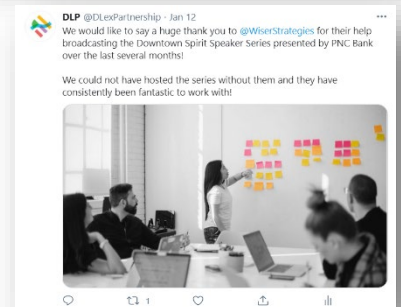 DLP @DLexPartnership · Jan 12
We would like to say a huge thank you to @WiserStrategies for their help
broadcasting the Downtown Spirit Speaker Series presented by PNC Bank
over the last several months!
We could not have hosted the series without them and they have
consistently been fantastic to work with!
1